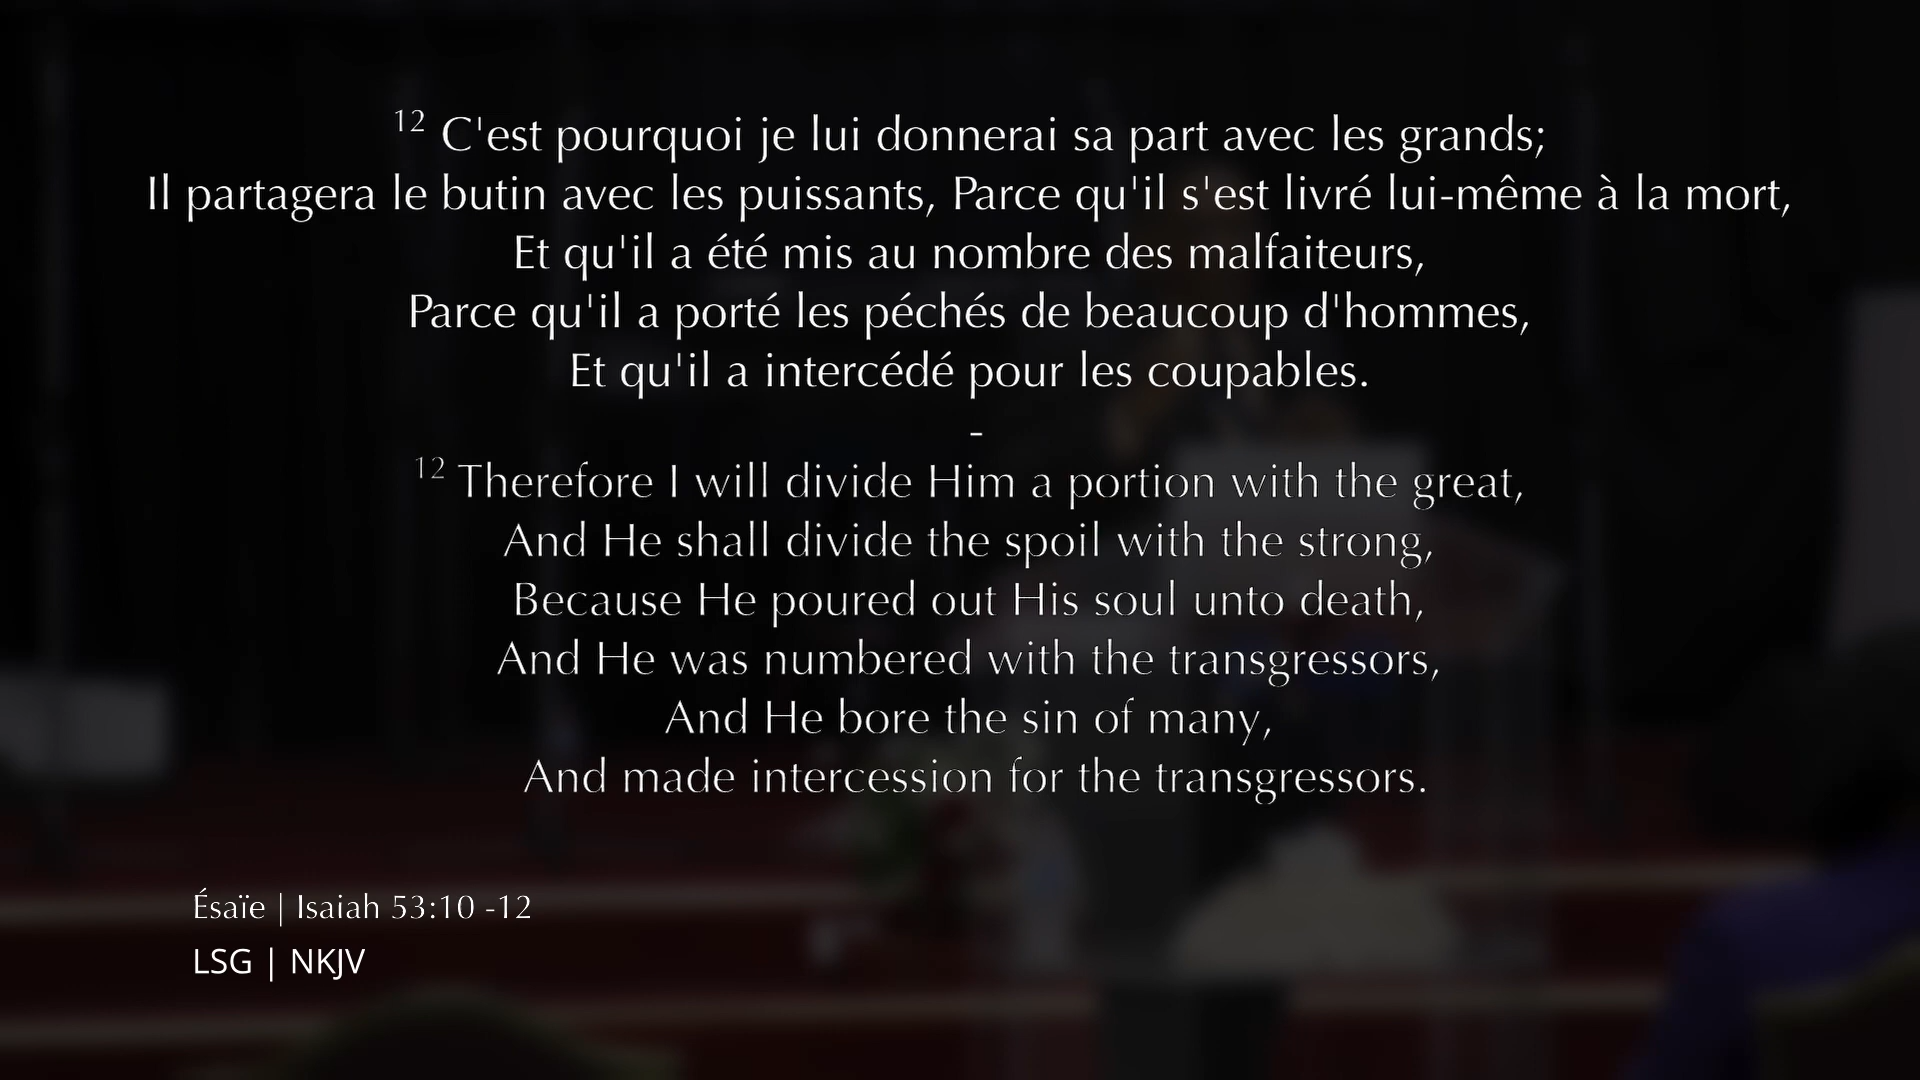 12 C'est pourquoi je lui donnerai sa part avec les grands;
Il partagera le butin avec les puissants, Parce qu'il s'est livré lui-même à la mort,
Et qu'il a été mis au nombre des malfaiteurs,
Parce qu'il a porté les péchés de beaucoup d'hommes,
Et qu'il a intercédé pour les coupables.
-
12 Therefore I will divide Him a portion with the great,
And He shall divide the spoil with the strong,
Because He poured out His soul unto death,
And He was numbered with the transgressors,
And He bore the sin of many,
And made intercession for the transgressors.
Ésaïe | Isaiah 53:10 -12
LSG | NKJV